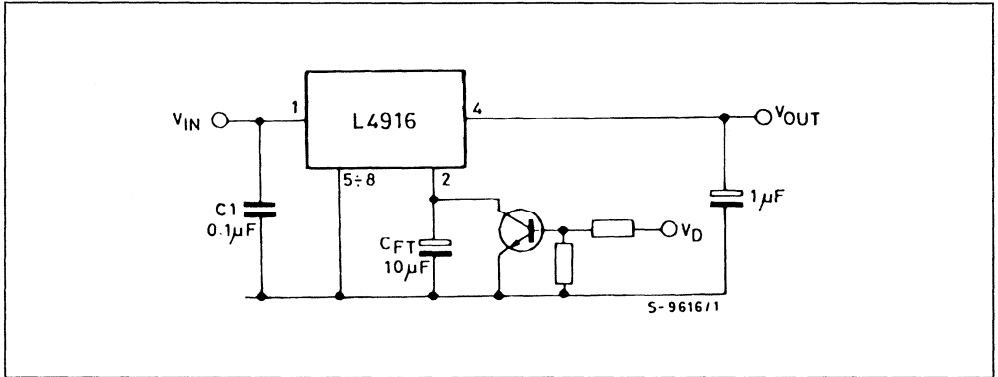 1
4
V_IN
L4916
V_OUT
5÷8
2
C1
0.1µF
C_FT
10µF
V_D
1µF
S-9616/1